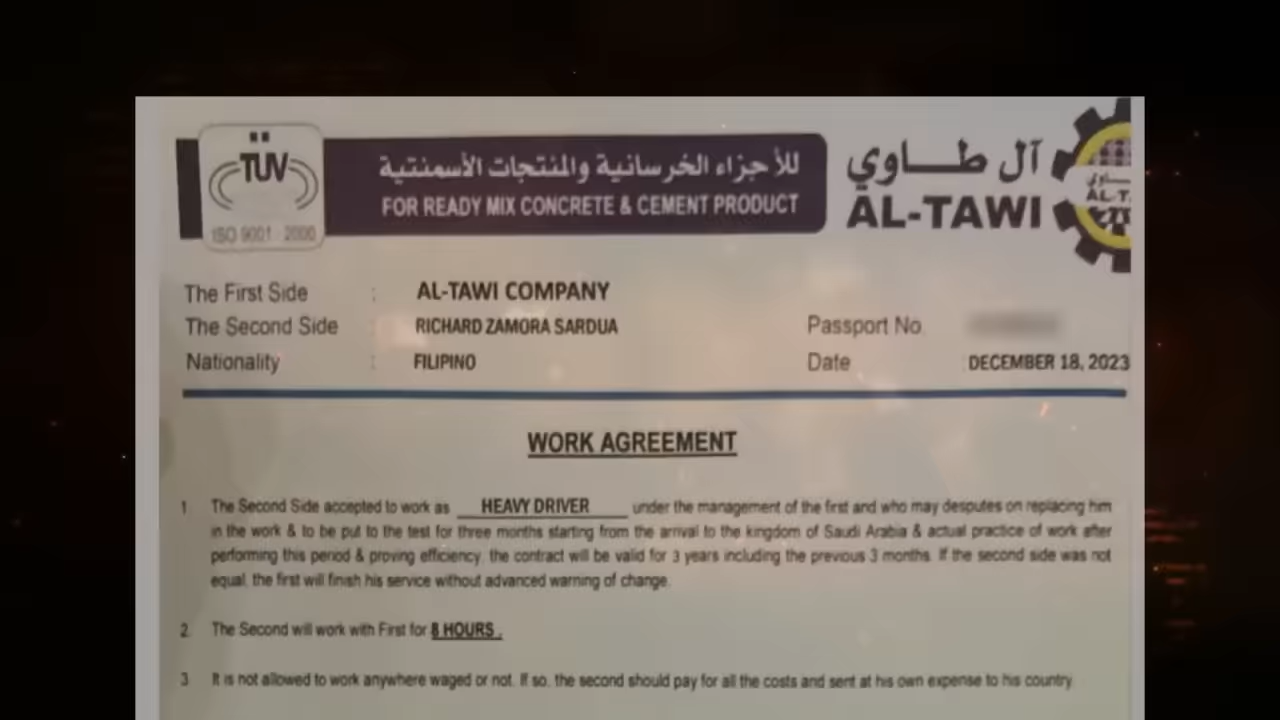 TÜV
ISO 9001 2000
للأجزاء الخرسانية والمنتجات الأسمنتية
FOR READY MIX CONCRETE & CEMENT PRODUCT
آل طاوي
AL-TAWI
The First Side : AL-TAWI COMPANY
The Second Side : RICHARD ZAMORA SARDUA Passport No
Nationality : FILIPINO Date DECEMBER 18, 2023
WORK AGREEMENT
1 The Second Side accepted to work as HEAVY DRIVER under the management of the first and who may desputes on replacing him
in the work & to be put to the test for three months starting from the arrival to the kingdom of Saudi Arabia & actual practice of work after
performing this period & proving efficiency, the contract will be valid for 3 years including the previous 3 months. If the second side was not
equal, the first will finish his service without advanced warning of change.
2 The Second will work with First for 8 HOURS .
3 It is not allowed to work anywhere waged or not. If so, the second should pay for all the costs and sent at his own expense to his country.